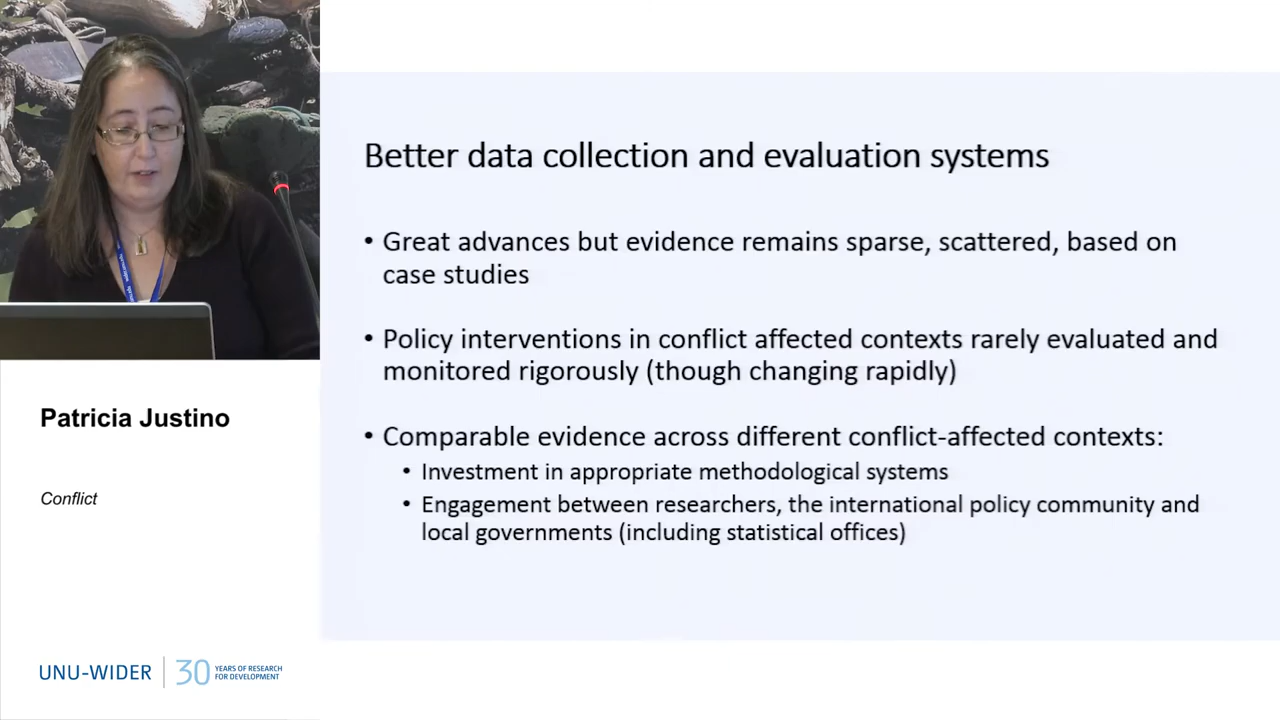 Better data collection and evaluation systems
• Great advances but evidence remains sparse, scattered, based on
case studies
• Policy interventions in conflict affected contexts rarely evaluated and
monitored rigorously (though changing rapidly)
• Comparable evidence across different conflict-affected contexts:
• Investment in appropriate methodological systems
• Engagement between researchers, the international policy community and
local governments (including statistical offices)
Patricia Justino
Conflict
UNU-WIDER
30 YEARS OF RESEARCH
FOR DEVELOPMENT